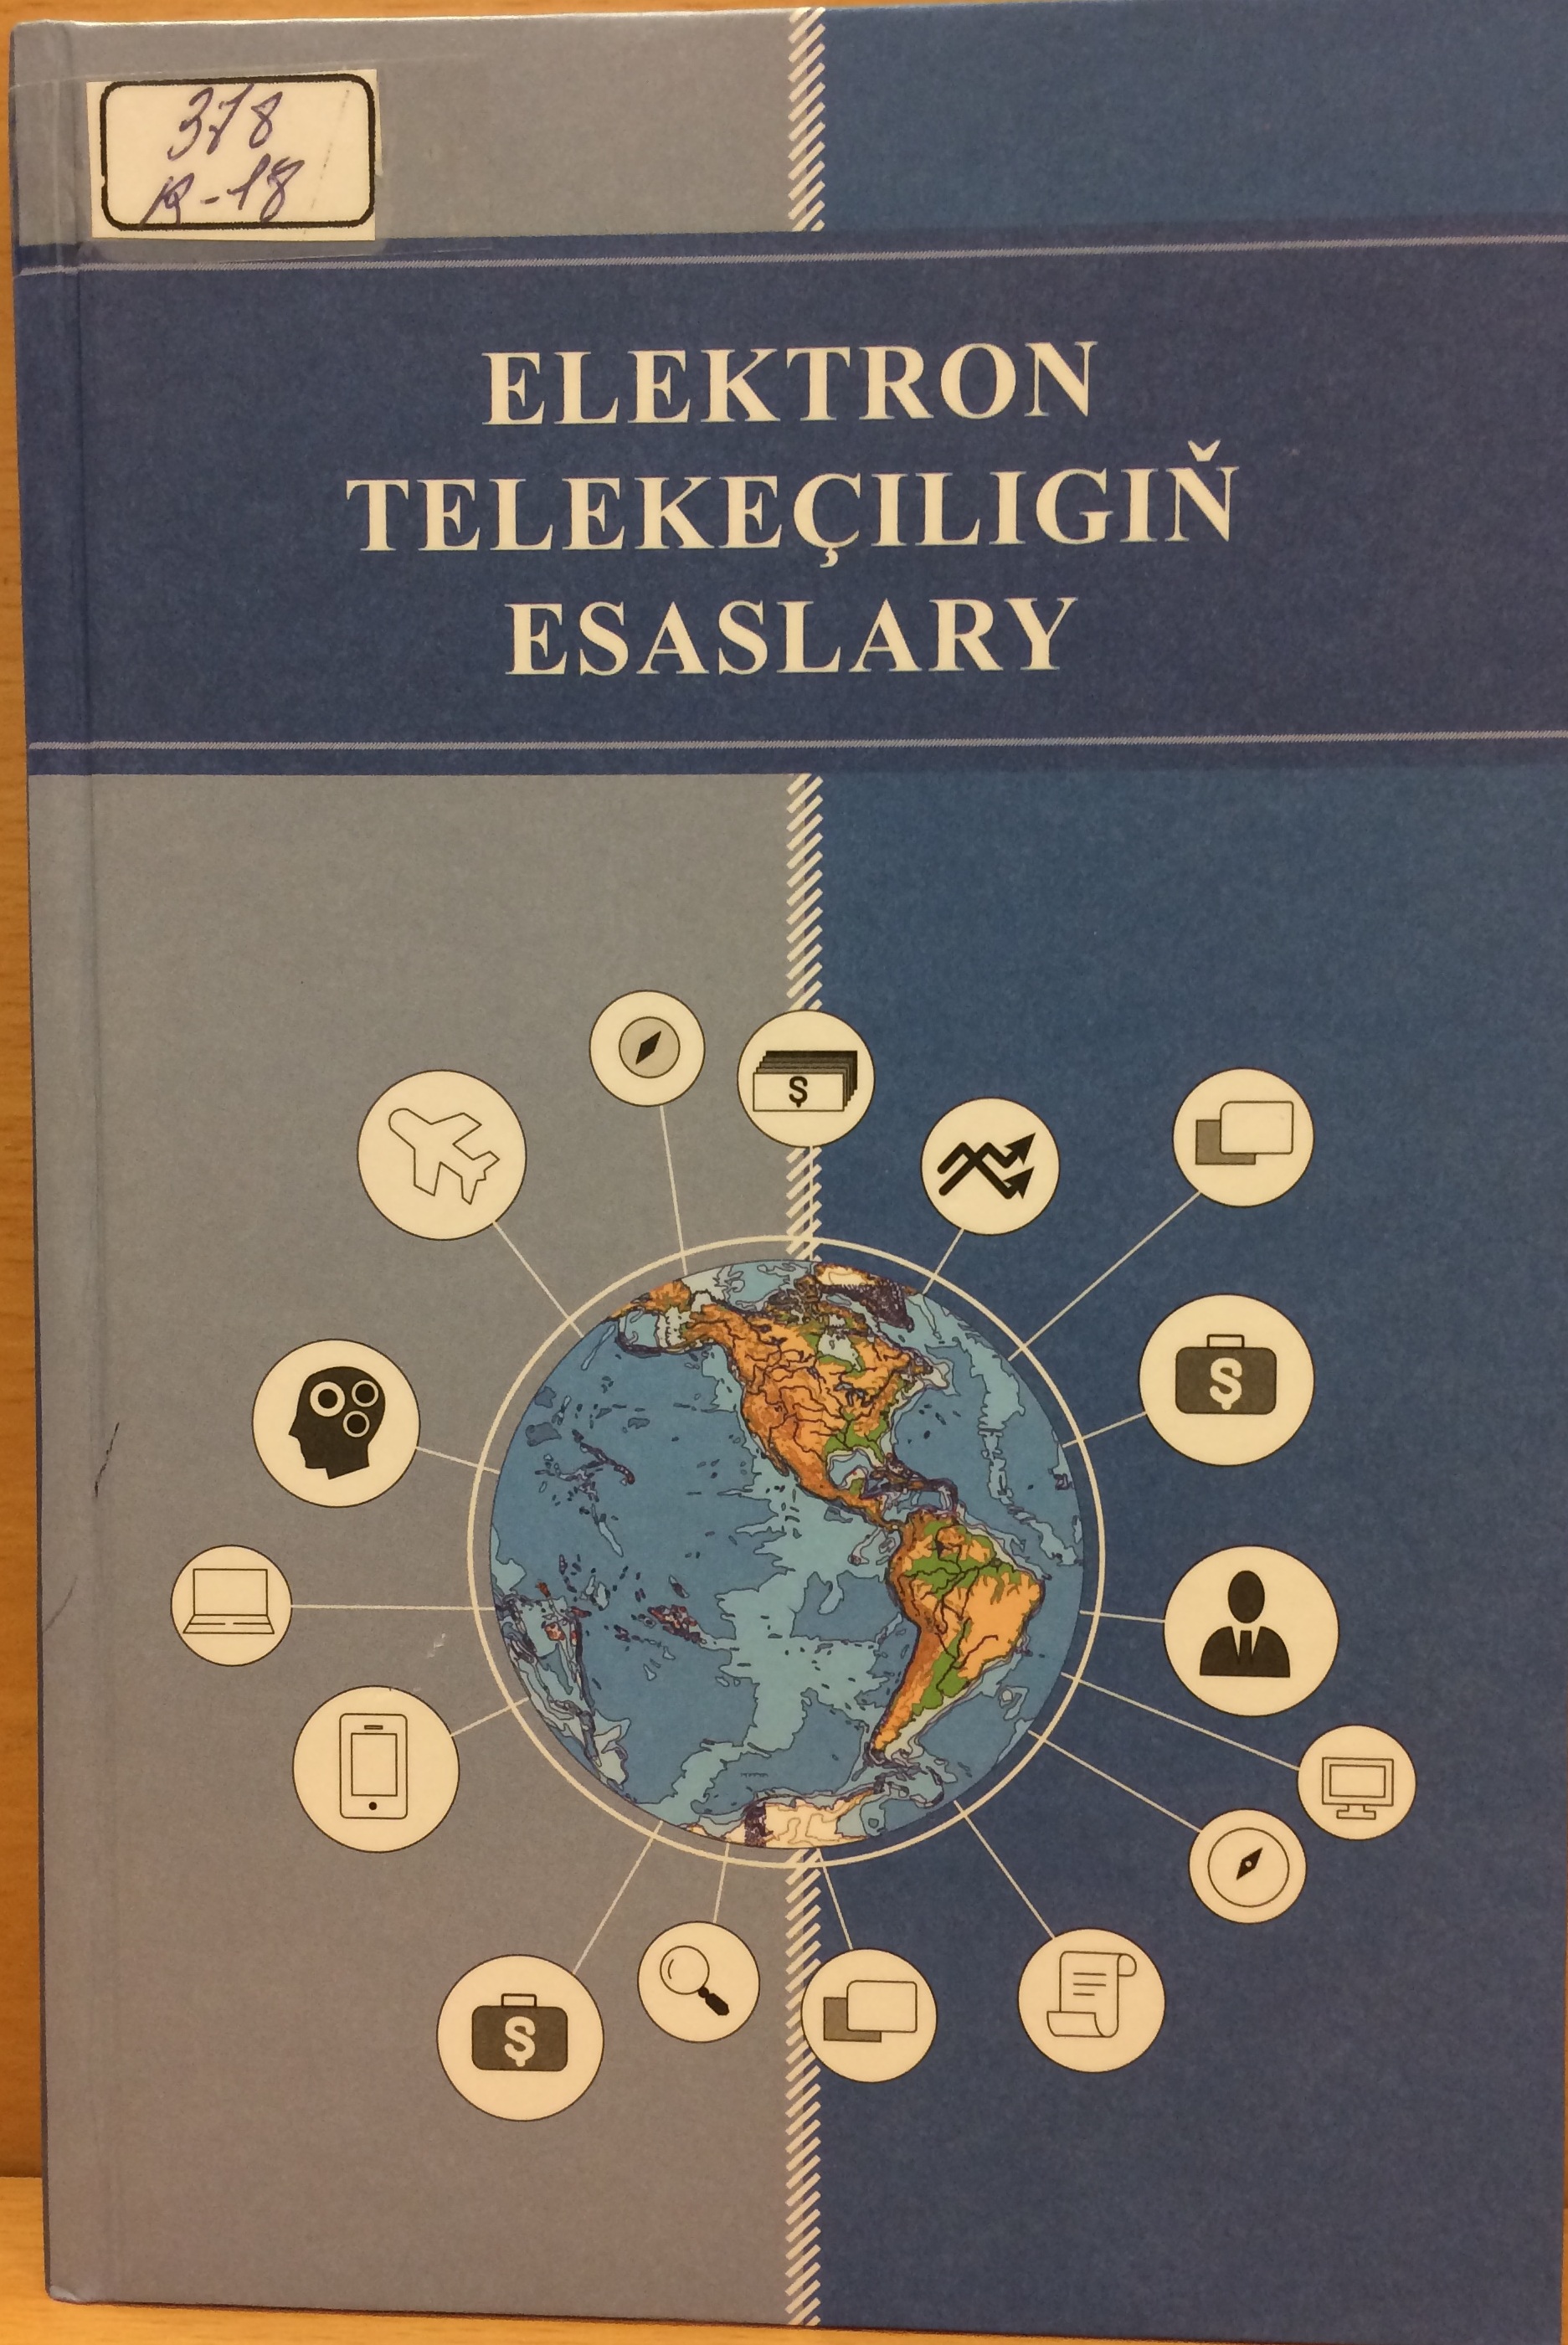 378
ELEKTRON
TELEKEÇILIGIŇ
ESASLARY
$
$
$